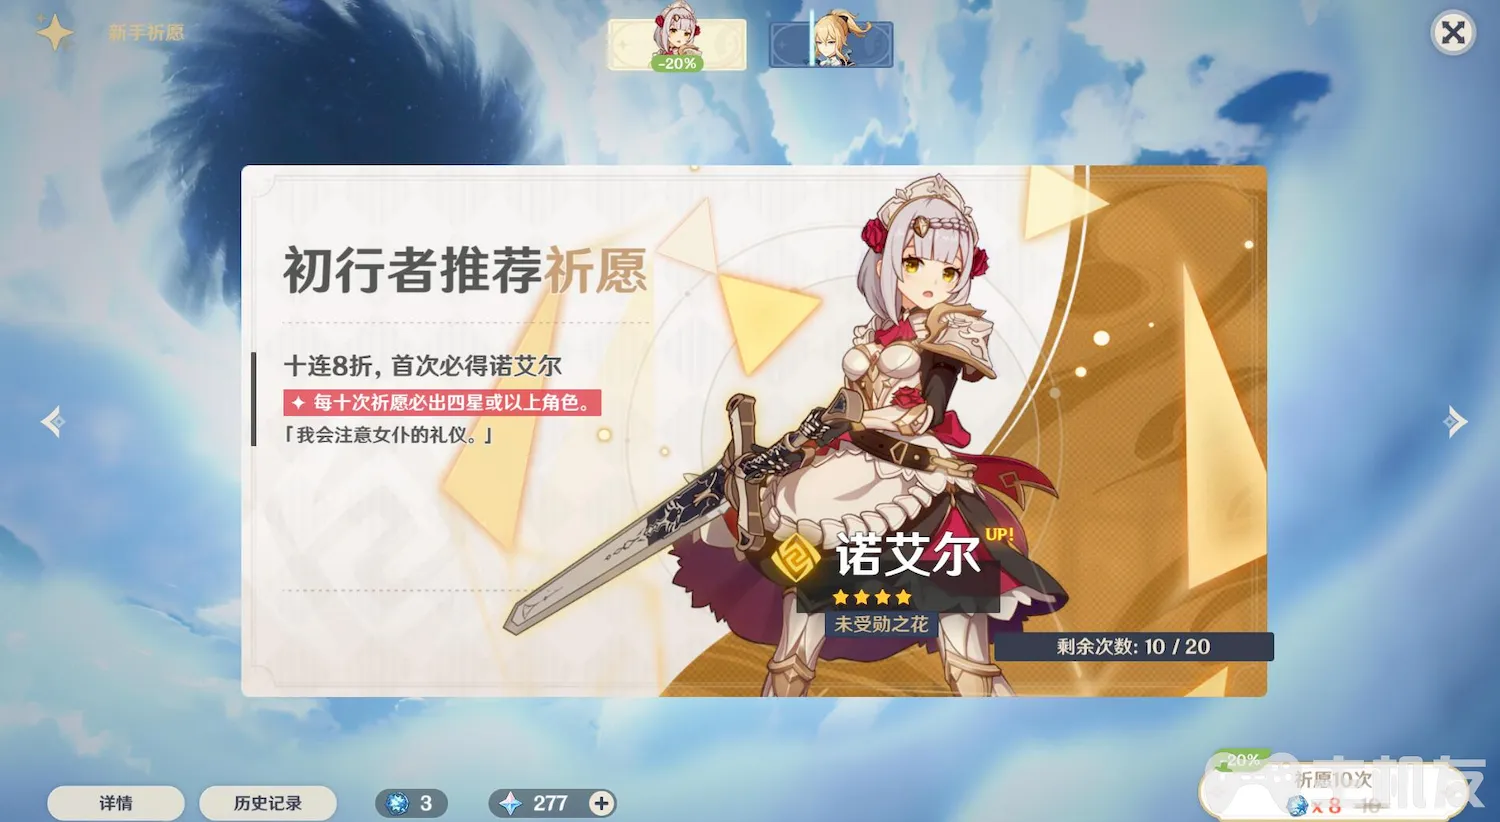 新手祈愿
-20%
初行者推荐祈愿
十连8折，首次必得诺艾尔
每十次祈愿必出四星或以上角色。
「我会注意女仆的礼仪。」
诺艾尔 UP!
未受勋之花
剩余次数: 10 / 20
详情
历史记录
3
277
-20%
祈愿10次
x 8 16
主机友